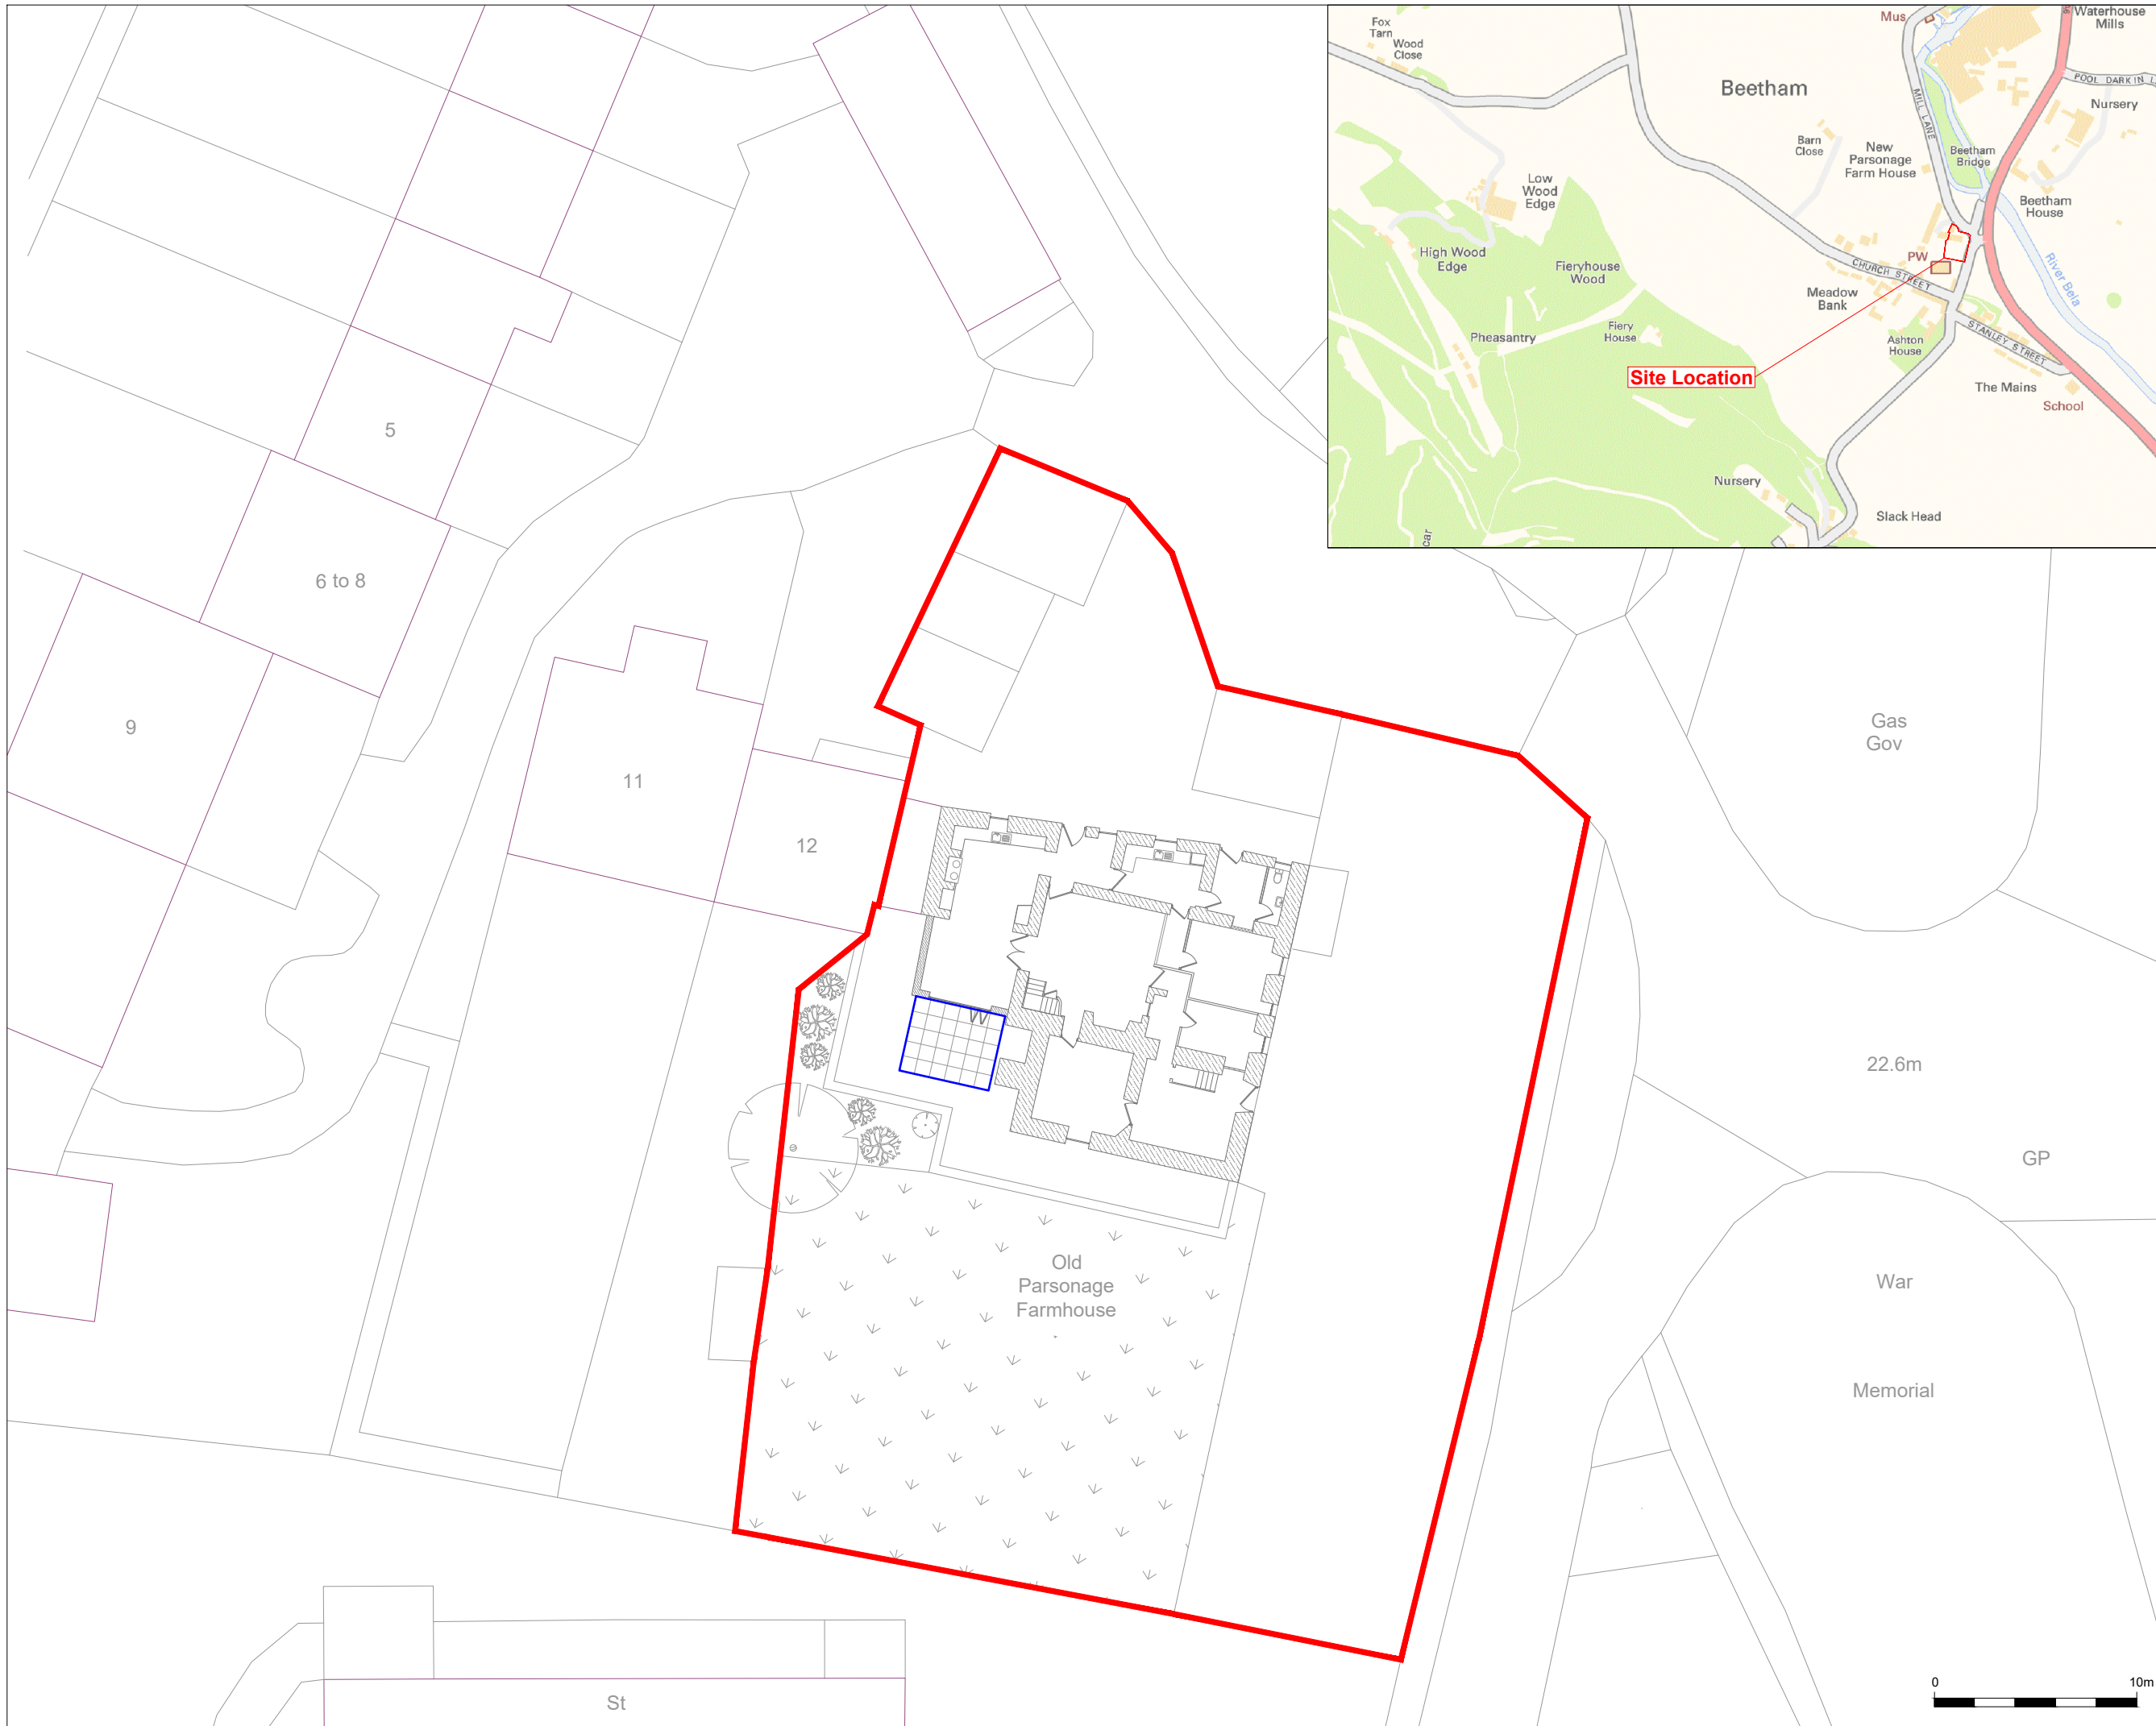 Fox
Tarn
Wood
Close
Beetham
Mus
Waterhouse
Mills
MILL LANE
Nursery
Barn
Close
New
Parsonage
Farm House
Beetham
Bridge
Low
Wood
Edge
Beetham
House
High Wood
Edge
Fieryhouse
Wood
PW
CHURCH STREET
River Bela
Meadow
Bank
Pheasantry
Fiery
House
STANLEY STREET
Ashton
House
Site Location
The Mains
School
Nursery
Slack Head
car
5
6 to 8
9
11
12
Gas
Gov
22.6m
GP
Old
Parsonage
Farmhouse
War
Memorial
St
0
10m